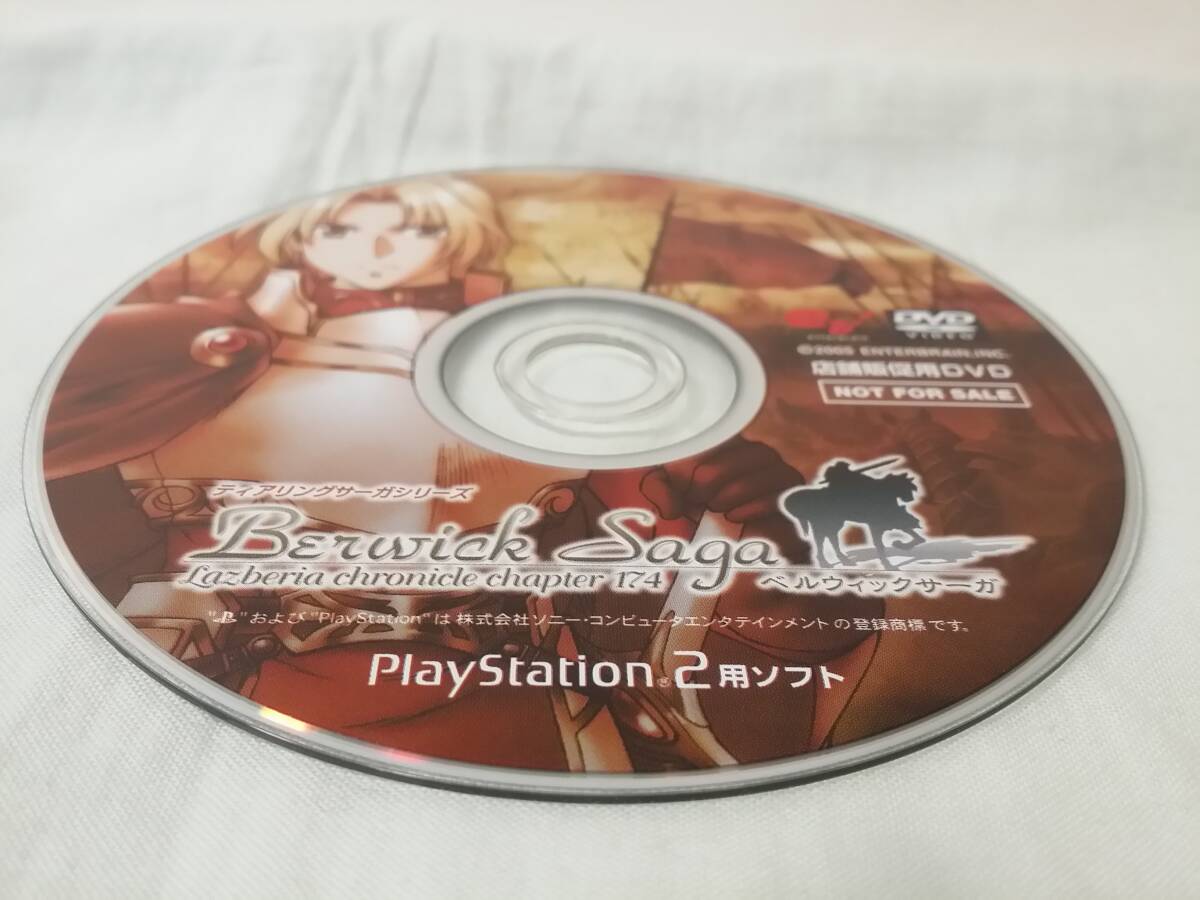 DVD
VIDEO
©2005 ENTERBRAIN,INC.
店舗販促用DVD
NOT FOR SALE
ティアリングサーガシリーズ
Berwick Saga
Lazberia chronicle chapter 174
ベルウィックサーガ
"PS"および"PlayStation"は株式会社ソニー・コンピュータエンタテインメントの登録商標です。
PlayStation®2用ソフト